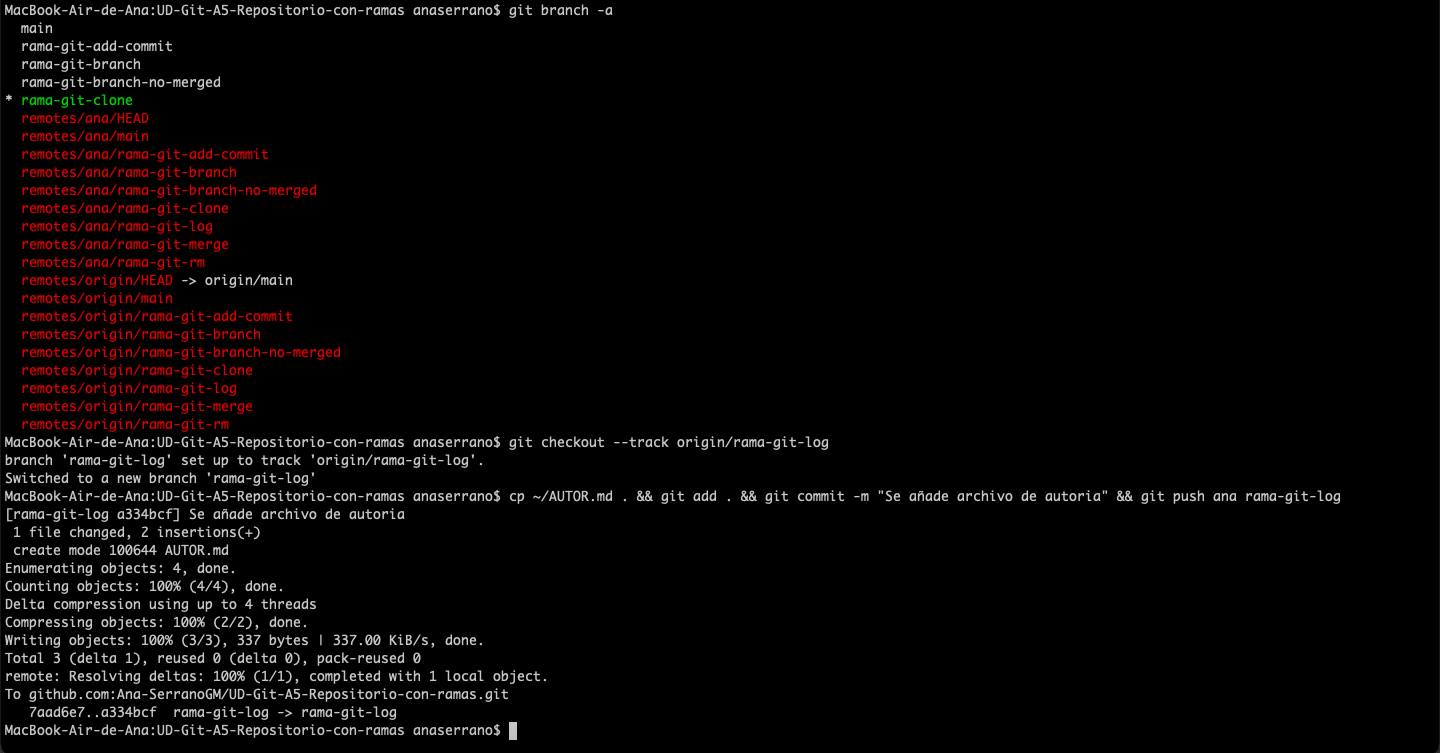 MacBook-Air-de-Ana:UD-Git-A5-Repositorio-con-ramas anaserrano$ git branch -a
  main
  rama-git-add-commit
  rama-git-branch
  rama-git-branch-no-merged
* rama-git-clone
  remotes/ana/HEAD
  remotes/ana/main
  remotes/ana/rama-git-add-commit
  remotes/ana/rama-git-branch
  remotes/ana/rama-git-branch-no-merged
  remotes/ana/rama-git-clone
  remotes/ana/rama-git-log
  remotes/ana/rama-git-merge
  remotes/ana/rama-git-rm
  remotes/origin/HEAD -> origin/main
  remotes/origin/main
  remotes/origin/rama-git-add-commit
  remotes/origin/rama-git-branch
  remotes/origin/rama-git-branch-no-merged
  remotes/origin/rama-git-clone
  remotes/origin/rama-git-log
  remotes/origin/rama-git-merge
  remotes/origin/rama-git-rm
MacBook-Air-de-Ana:UD-Git-A5-Repositorio-con-ramas anaserrano$ git checkout --track origin/rama-git-log
branch 'rama-git-log' set up to track 'origin/rama-git-log'.
Switched to a new branch 'rama-git-log'
MacBook-Air-de-Ana:UD-Git-A5-Repositorio-con-ramas anaserrano$ cp ~/AUTOR.md . && git add . && git commit -m "Se añade archivo de autoria" && git push ana rama-git-log
[rama-git-log a334bcf] Se añade archivo de autoria
 1 file changed, 2 insertions(+)
 create mode 100644 AUTOR.md
Enumerating objects: 4, done.
Counting objects: 100% (4/4), done.
Delta compression using up to 4 threads
Compressing objects: 100% (2/2), done.
Writing objects: 100% (3/3), 337 bytes | 337.00 KiB/s, done.
Total 3 (delta 1), reused 0 (delta 0), pack-reused 0
remote: Resolving deltas: 100% (1/1), completed with 1 local object.
To github.com:Ana-SerranoGM/UD-Git-A5-Repositorio-con-ramas.git
   7aad6e7..a334bcf  rama-git-log -> rama-git-log
MacBook-Air-de-Ana:UD-Git-A5-Repositorio-con-ramas anaserrano$